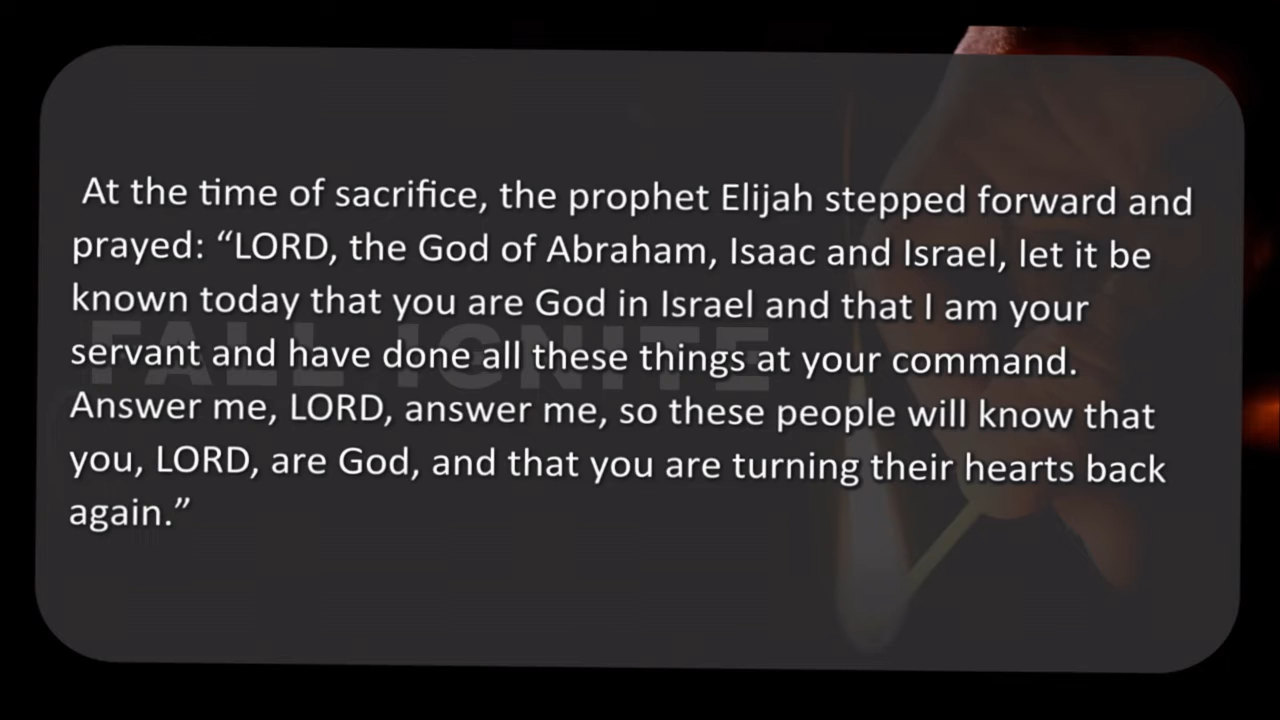 At the time of sacrifice, the prophet Elijah stepped forward and
prayed: “LORD, the God of Abraham, Isaac and Israel, let it be
known today that you are God in Israel and that I am your
servant and have done all these things at your command.
Answer me, LORD, answer me, so these people will know that
you, LORD, are God, and that you are turning their hearts back
again.”
FALL IGNITE